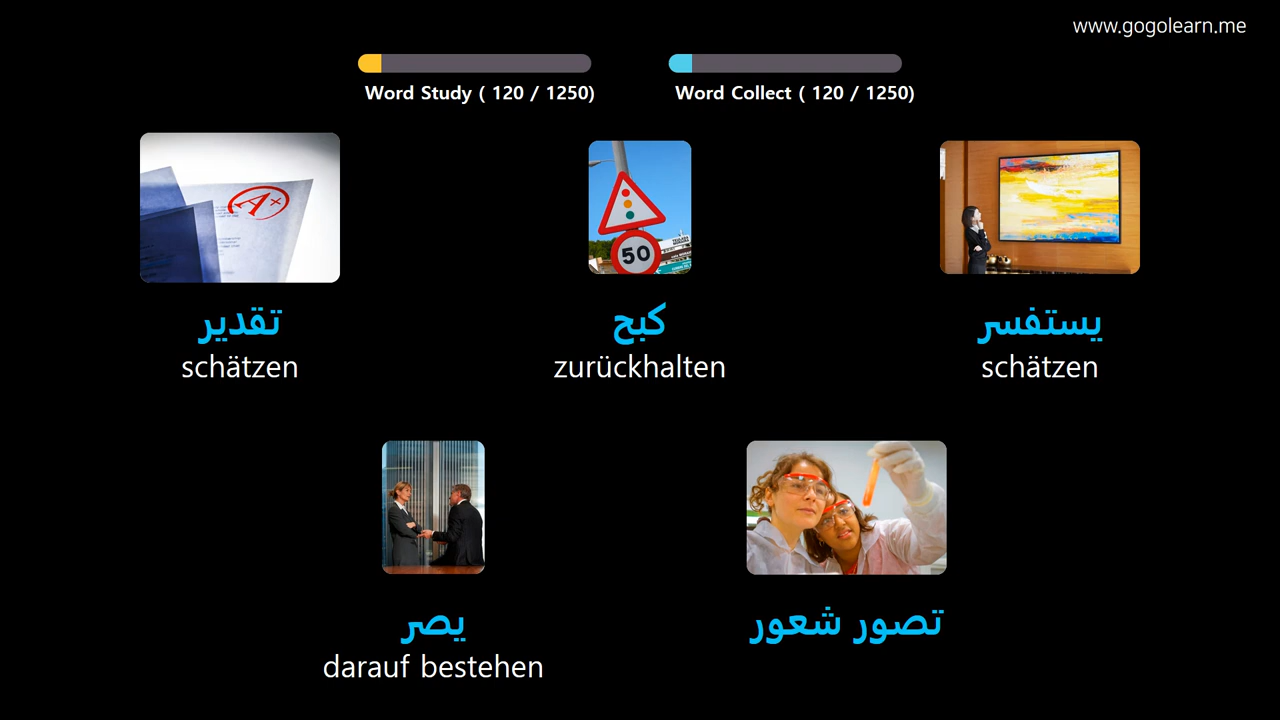 www.gogolearn.me
Word Study ( 120 / 1250)
Word Collect ( 120 / 1250)
A+
50
تقدير
schätzen
كبح
zurückhalten
يستفسر
schätzen
يصر
darauf bestehen
تصور شعور